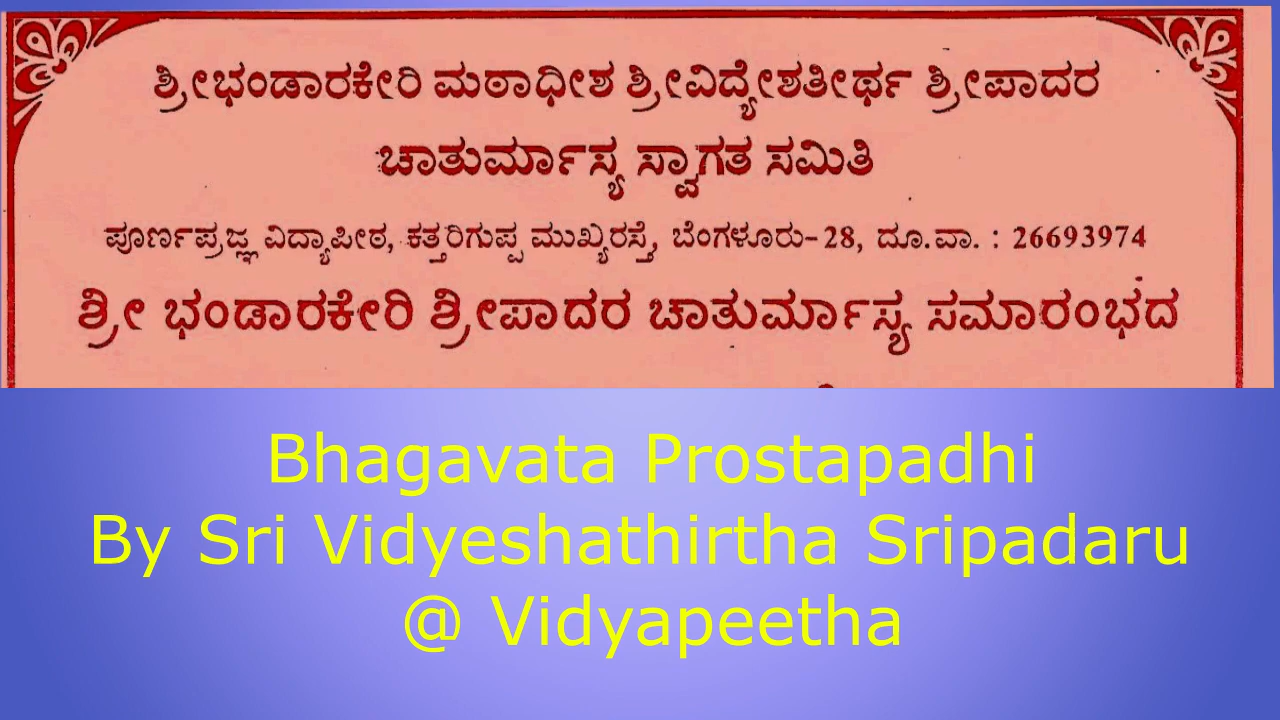 ಶ್ರೀಭಂಡಾರಕೇರಿ ಮಠಾಧೀಶ ಶ್ರೀವಿದ್ಯೇಶತೀರ್ಥ ಶ್ರೀಪಾದರ
ಚಾತುರ್ಮಾಸ್ಯ ಸ್ವಾಗತ ಸಮಿತಿ
ಪೂರ್ಣಪ್ರಜ್ಞ ವಿದ್ಯಾಪೀಠ, ಕತ್ತರಿಗುಪ್ಪ ಮುಖ್ಯರಸ್ತೆ, ಬೆಂಗಳೂರು-28, ದೂ.ವಾ. : 26693974
ಶ್ರೀ ಭಂಡಾರಕೇರಿ ಶ್ರೀಪಾದರ ಚಾತುರ್ಮಾಸ್ಯ ಸಮಾರಂಭದ
Bhagavata Prostapadhi
By Sri Vidyeshathirtha Sripadaru
@ Vidyapeetha